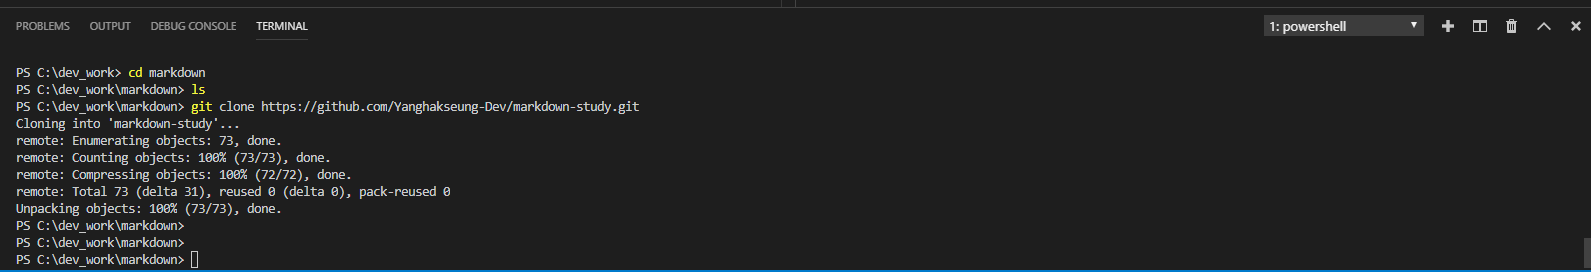 PROBLEMS OUTPUT DEBUG CONSOLE TERMINAL 1: powershell
PS C:\dev_work> cd markdown
PS C:\dev_work\markdown> ls
PS C:\dev_work\markdown> git clone https://github.com/Yanghakseung-Dev/markdown-study.git
Cloning into 'markdown-study'...
remote: Enumerating objects: 73, done.
remote: Counting objects: 100% (73/73), done.
remote: Compressing objects: 100% (72/72), done.
remote: Total 73 (delta 31), reused 0 (delta 0), pack-reused 0
Unpacking objects: 100% (73/73), done.
PS C:\dev_work\markdown>
PS C:\dev_work\markdown>
PS C:\dev_work\markdown>